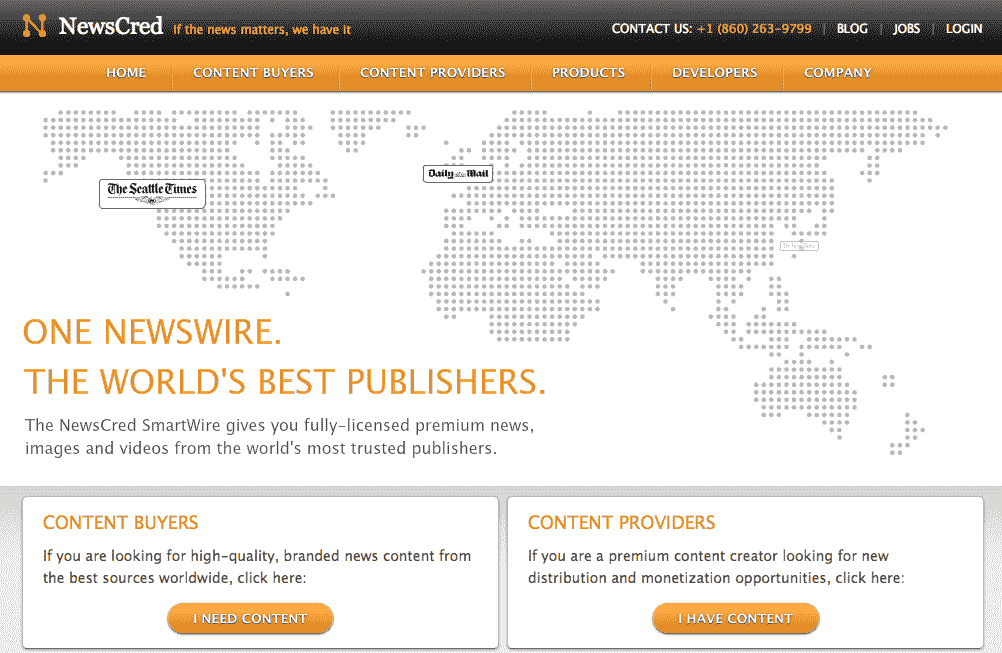 NewsCred If the news matters, we have it
CONTACT US: +1 (860) 263-9799 | BLOG | JOBS | LOGIN
HOME CONTENT BUYERS CONTENT PROVIDERS PRODUCTS DEVELOPERS COMPANY
The Seattle Times
Daily Mail
ONE NEWSWIRE.
THE WORLD'S BEST PUBLISHERS.
The NewsCred SmartWire gives you fully-licensed premium news,
images and videos from the world's most trusted publishers.
CONTENT BUYERS
If you are looking for high-quality, branded news content from
the best sources worldwide, click here:
I NEED CONTENT
CONTENT PROVIDERS
If you are a premium content creator looking for new
distribution and monetization opportunities, click here:
I HAVE CONTENT